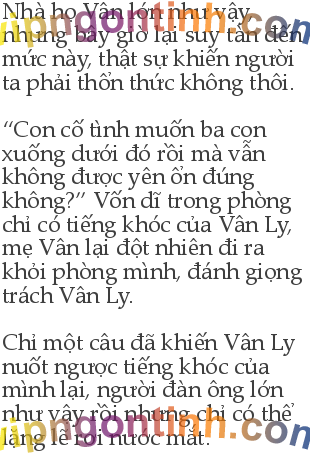 Nhà họ Vân lớn như vậy,
nhưng bây giờ lại suy tàn đến
mức này, thật sự khiến người
ta phải thổn thức không thôi.
“Con cố tình muốn ba con
xuống dưới đó rồi mà vẫn
không được yên ổn đúng
không?” Vốn dĩ trong phòng
chỉ có tiếng khóc của Vân Ly,
mẹ Vân lại đột nhiên đi ra
khỏi phòng mình, đánh giọng
trách Vân Ly.
Chỉ một câu đã khiến Vân Ly
nuốt ngược tiếng khóc của
mình lại, người đàn ông lớn
như vậy rồi nhưng chỉ có thể
lặng lẽ rơi nước mắt.
vipngontinh.com
vipngontinh.com